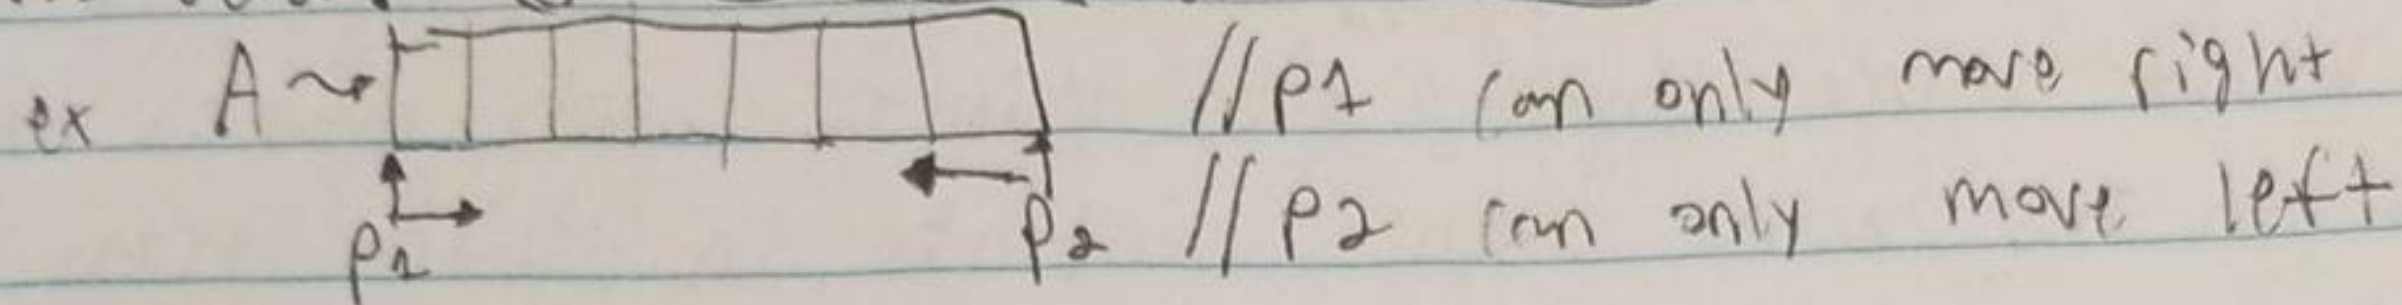 ex A //P1 can only move right
P1 P2 //P2 can only move left